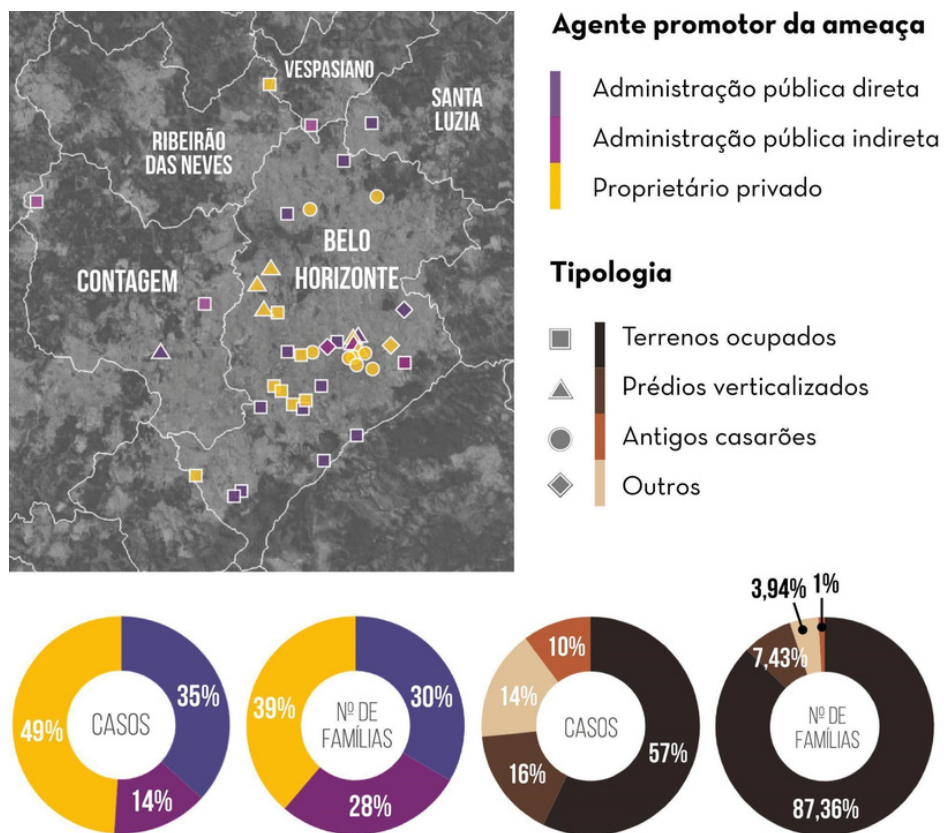 VESPASIANO
SANTA
LUZIA
RIBEIRÃO
DAS NEVES
BELO
HORIZONTE
CONTAGEM
Agente promotor da ameaça
Administração pública direta
Administração pública indireta
Proprietário privado
Tipologia
Terrenos ocupados
Prédios verticalizados
Antigos casarões
Outros
35%
49%
CASOS
14%
30%
39%
Nº DE
FAMÍLIAS
28%
10%
14%
CASOS
57%
16%
3,94%
1%
7,43%
Nº DE
FAMÍLIAS
87,36%